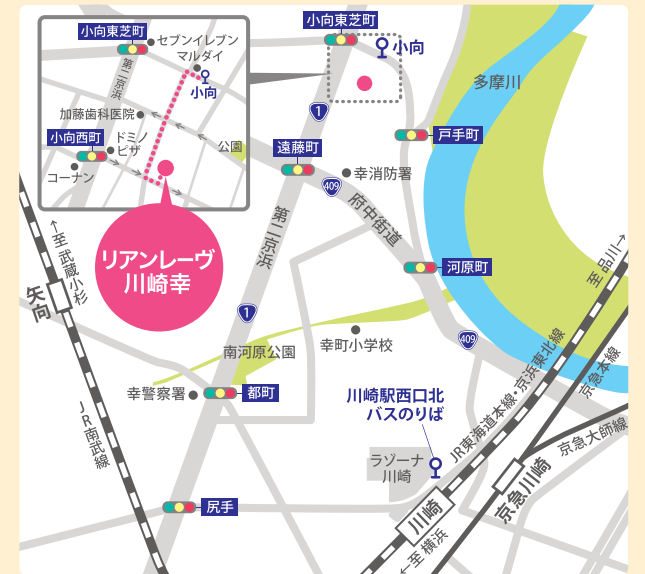 小向東芝町
セブンイレブン
マルダイ
小向
第二京浜
加藤歯科医院
小向西町
ドミノ
ピザ
公園
コーナン
リアンレーヴ
川崎幸
小向東芝町
小向
多摩川
1
戸手町
遠藤町
幸消防署
409
府中街道
第二京浜
河原町
←至 武蔵小杉
矢向
至 品川→
1
409
南河原公園
幸町小学校
JR東海道本線・京浜東北線
京急本線
幸警察署
都町
川崎駅西口北
バスのりば
JR南武線
京急大師線
ラゾーナ
川崎
京急川崎
尻手
川崎
←至 横浜